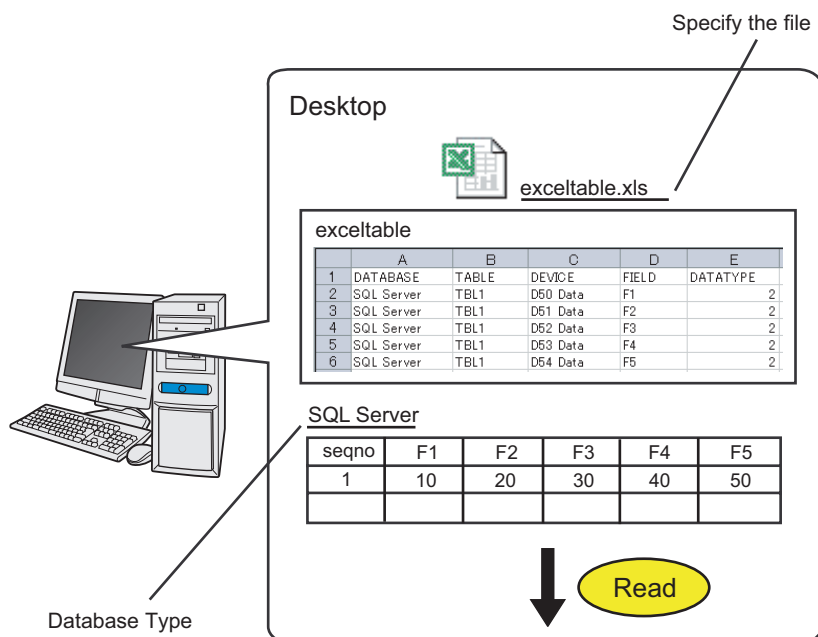 Specify the file
Desktop
exceltable.xls
exceltable
A B C D E
1 DATABASE TABLE DEVICE FIELD DATATYPE
2 SQL Server TBL1 D50 Data F1 2
3 SQL Server TBL1 D51 Data F2 2
4 SQL Server TBL1 D52 Data F3 2
5 SQL Server TBL1 D53 Data F4 2
6 SQL Server TBL1 D54 Data F5 2
SQL Server
seqno F1 F2 F3 F4 F5
1 10 20 30 40 50
Read
Database Type